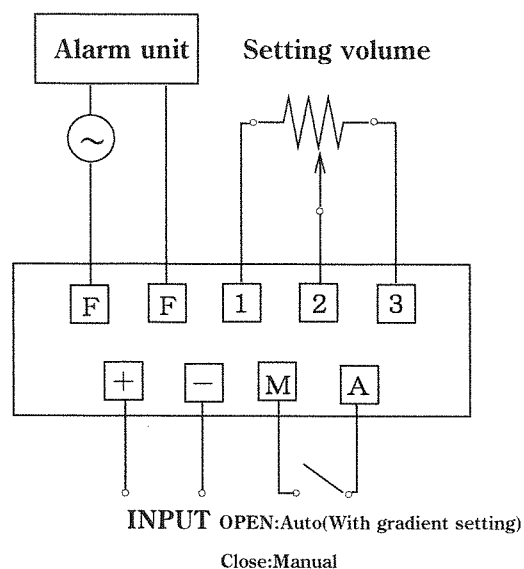 Alarm unit Setting volume
~
F F 1 2 3
+ − M A
INPUT OPEN:Auto(With gradient setting)
Close:Manual